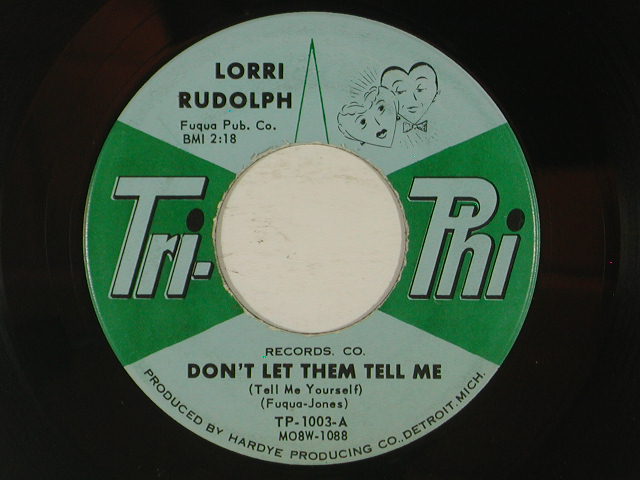 LORRI
RUDOLPH
Fuqua Pub. Co.
BMI 2:18
Tri-Phi
RECORDS. CO.
DON'T LET THEM TELL ME
(Tell Me Yourself)
(Fuqua-Jones)
TP-1003-A
MO8W-1088
PRODUCED BY HARDYE PRODUCING CO., DETROIT, MICH.